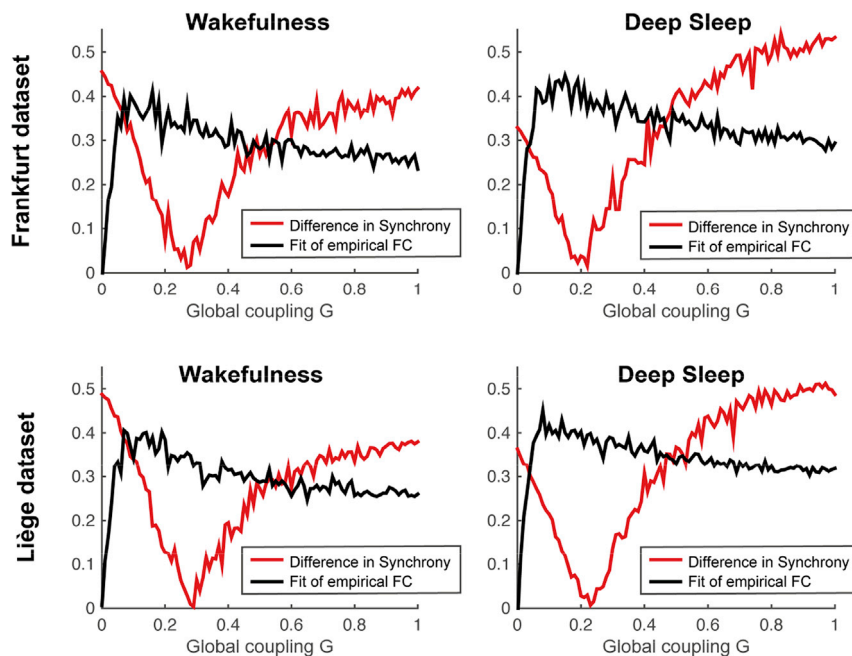 Wakefulness
Deep Sleep
Frankfurt dataset
0.5
0.4
0.3
0.2
0.1
0
0 0.2 0.4 0.6 0.8 1
Global coupling G
Difference in Synchrony
Fit of empirical FC
0.5
0.4
0.3
0.2
0.1
0
0 0.2 0.4 0.6 0.8 1
Global coupling G
Difference in Synchrony
Fit of empirical FC
Wakefulness
Deep Sleep
Liège dataset
0.5
0.4
0.3
0.2
0.1
0
0 0.2 0.4 0.6 0.8 1
Global coupling G
Difference in Synchrony
Fit of empirical FC
0.5
0.4
0.3
0.2
0.1
0
0 0.2 0.4 0.6 0.8 1
Global coupling G
Difference in Synchrony
Fit of empirical FC